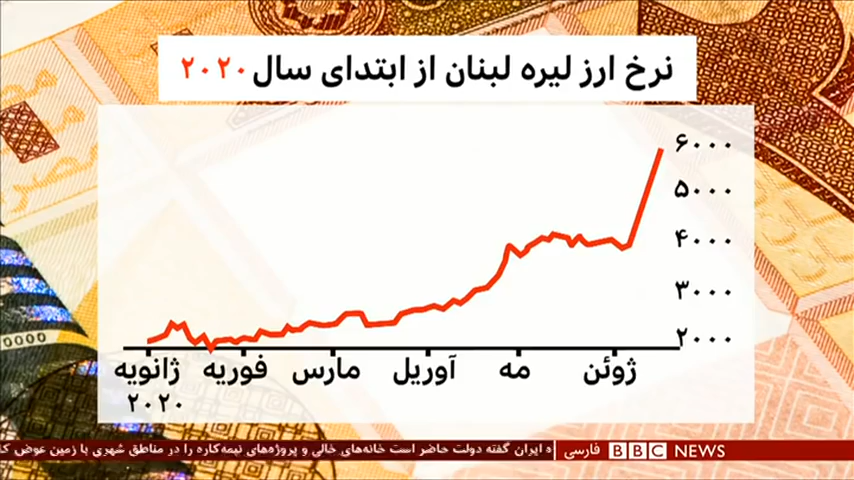 نرخ ارز لیره لبنان از ابتدای سال ۲۰۲۰
۶۰۰۰
۵۰۰۰
۴۰۰۰
۳۰۰۰
۲۰۰۰
ژانویه فوریه مارس آوریل مه ژوئن
۲۰۲۰
BBC NEWS فارسی
ه ایران گفته دولت حاضر است خانه‌های خالی و پروژه‌های نیمه‌کاره را در مناطق شهری با زمین عوض کا
0000